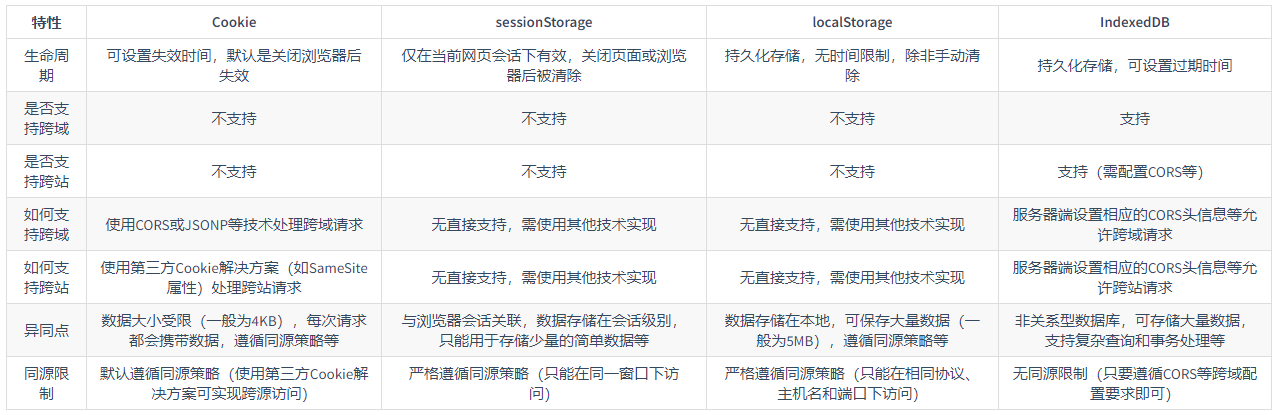 特性 Cookie sessionStorage localStorage IndexedDB
生命周期 可设置失效时间，默认是关闭浏览器后失效 仅在当前网页会话下有效，关闭页面或浏览器后被清除 持久化存储，无时间限制，除非手动清除 持久化存储，可设置过期时间
是否支持跨域 不支持 不支持 不支持 支持
是否支持跨站 不支持 不支持 不支持 支持（需配置CORS等）
如何支持跨域 使用CORS或JSONP等技术处理跨域请求 无直接支持，需使用其他技术实现 无直接支持，需使用其他技术实现 服务器端设置相应的CORS头信息等允许跨域请求
如何支持跨站 使用第三方Cookie解决方案（如SameSite属性）处理跨站请求 无直接支持，需使用其他技术实现 无直接支持，需使用其他技术实现 服务器端设置相应的CORS头信息等允许跨站请求
异同点 数据大小受限（一般为4KB），每次请求都会携带数据，遵循同源策略等 与浏览器会话关联，数据存储在会话级别，只能用于存储少量的简单数据等 数据存储在本地，可保存大量数据（一般为5MB），遵循同源策略等 非关系型数据库，可存储大量数据，支持复杂查询和事务处理等
同源限制 默认遵循同源策略（使用第三方Cookie解决方案可实现跨源访问） 严格遵循同源策略（只能在同一窗口下访问） 严格遵循同源策略（只能在相同协议、主机名和端口下访问） 无同源限制（只要遵循CORS等跨域配置要求即可）